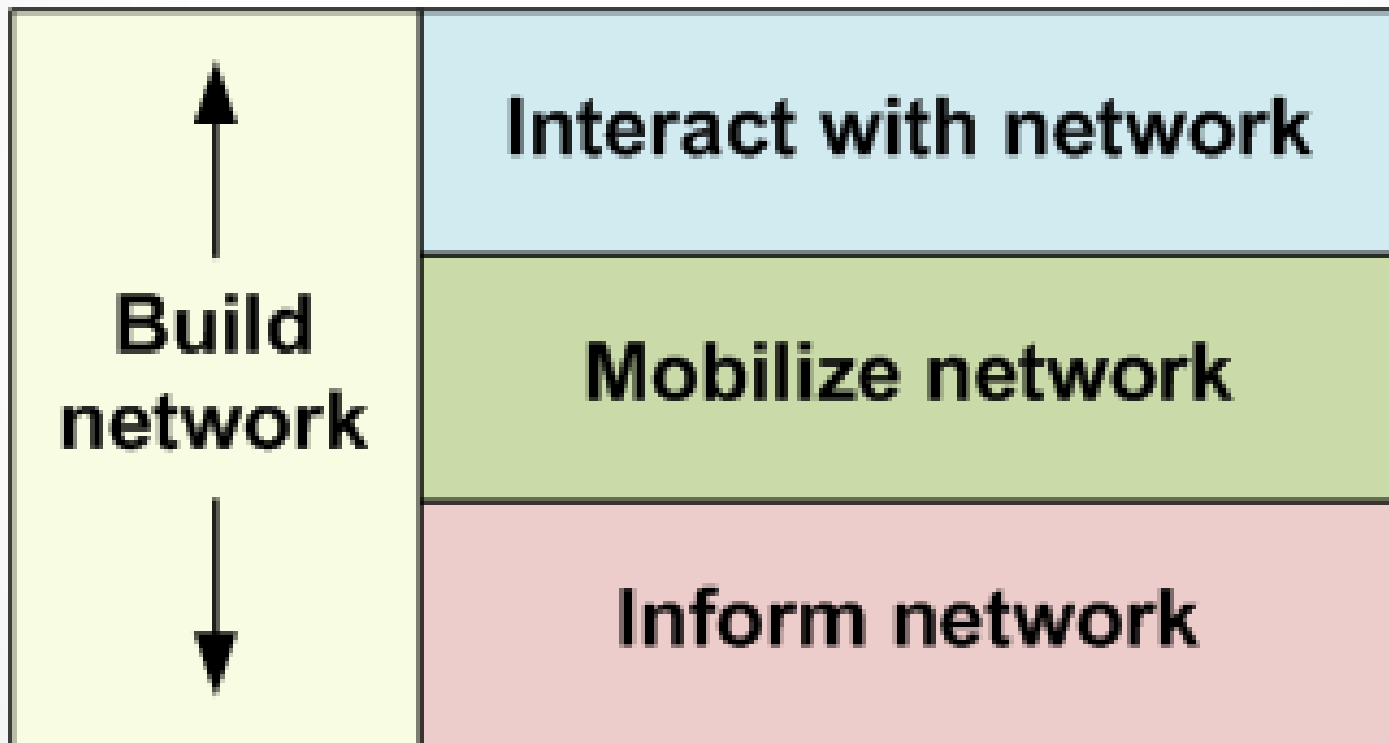 Build
network
Interact with network
Mobilize network
Inform network